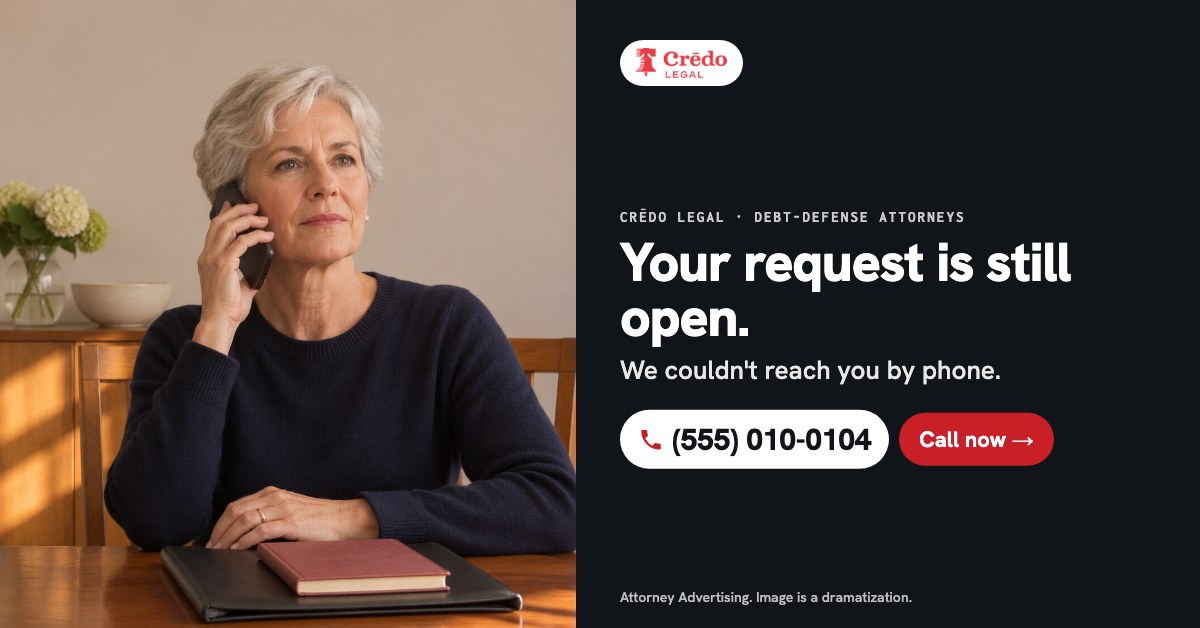 Crēdo
LEGAL
CRĒDO LEGAL · DEBT-DEFENSE ATTORNEYS
Your request is still
open.
We couldn't reach you by phone.
(555) 010-0104
Call now →
Attorney Advertising. Image is a dramatization.